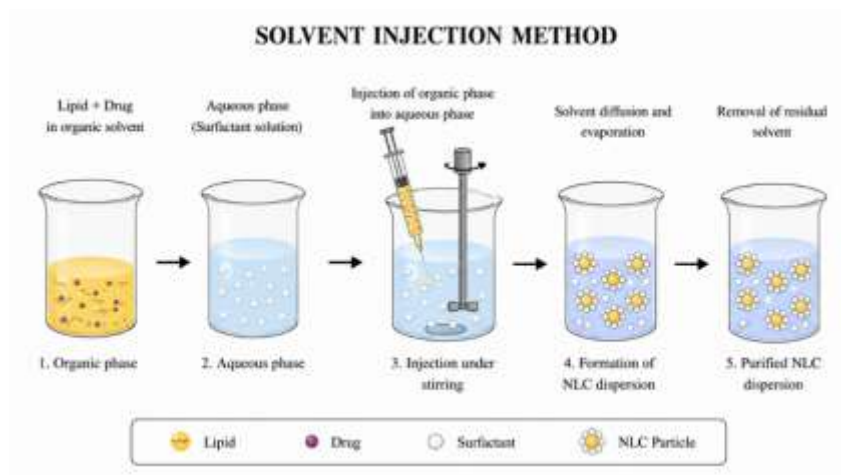 SOLVENT INJECTION METHOD
Lipid + Drug
in organic solvent
Aqueous phase
(Surfactant solution)
Injection of organic phase
into aqueous phase
Solvent diffusion and
evaporation
Removal of residual
solvent
1. Organic phase
2. Aqueous phase
3. Injection under
stirring
4. Formation of
NLC dispersion
5. Purified NLC
dispersion
Lipid
Drug
Surfactant
NLC Particle